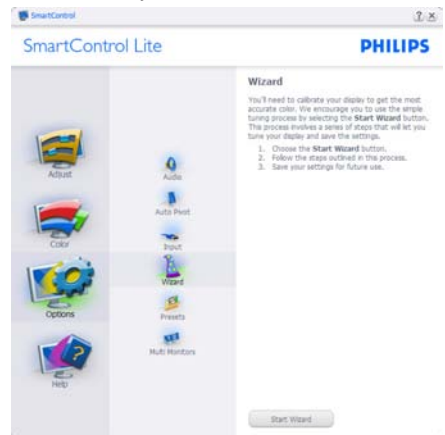 SmartControl
SmartControl Lite
PHILIPS
Adjust
Color
Options
Help
Audio
Auto Pivot
Input
Wizard
Presets
Multi Monitors
Wizard
You'll need to calibrate your display to get the most
accurate color. We encourage you to use the simple
tuning process by selecting the Start Wizard button.
This process involves a series of steps that will let you
tune your display and save the settings.
1. Choose the Start Wizard button.
2. Follow the steps outlined in this process.
3. Save your settings for future use.
Start Wizard